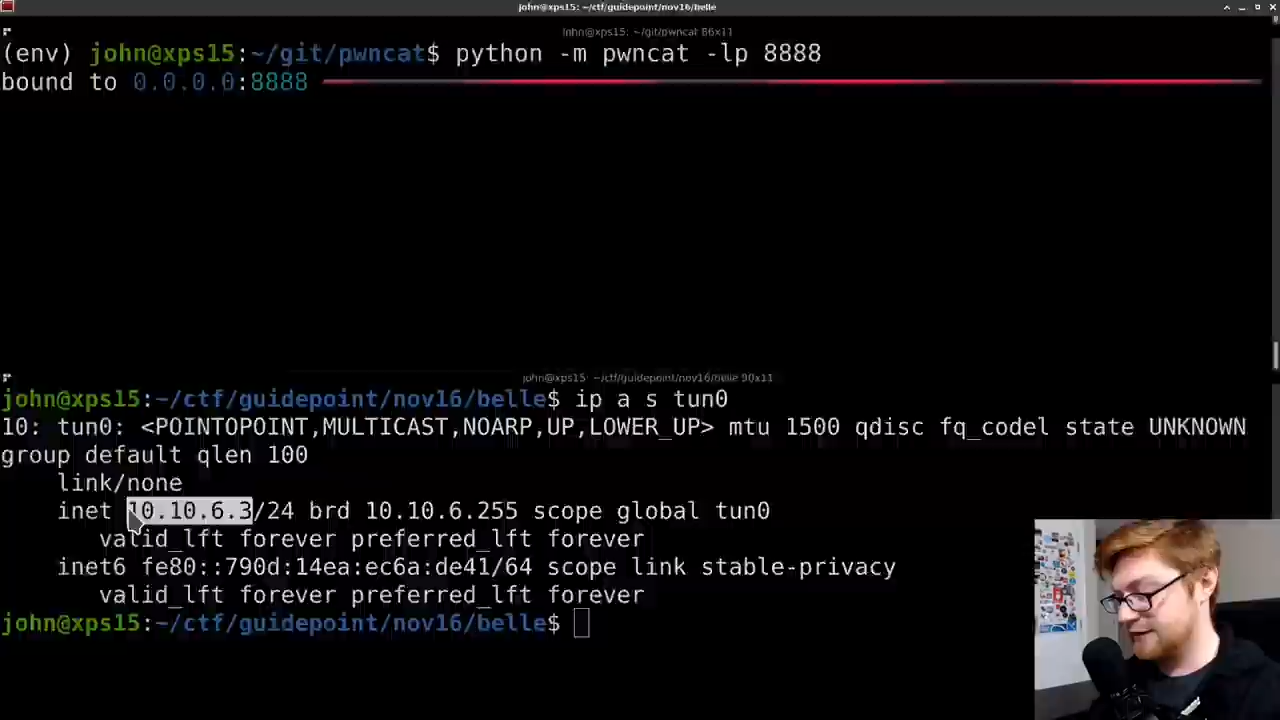 john@xps15: ~/ctf/guidepoint/nov16/belle
john@xps15: ~/git/pwncat 86x11
(env) john@xps15:~/git/pwncat$ python -m pwncat -lp 8888
bound to 0.0.0.0:8888
john@xps15: ~/ctf/guidepoint/nov16/belle 90x11
john@xps15:~/ctf/guidepoint/nov16/belle$ ip a s tun0
10: tun0: <POINTOPOINT,MULTICAST,NOARP,UP,LOWER_UP> mtu 1500 qdisc fq_codel state UNKNOWN
group default qlen 100
link/none
inet 10.10.6.3/24 brd 10.10.6.255 scope global tun0
valid_lft forever preferred_lft forever
inet6 fe80::790d:14ea:ec6a:de41/64 scope link stable-privacy
valid_lft forever preferred_lft forever
john@xps15:~/ctf/guidepoint/nov16/belle$